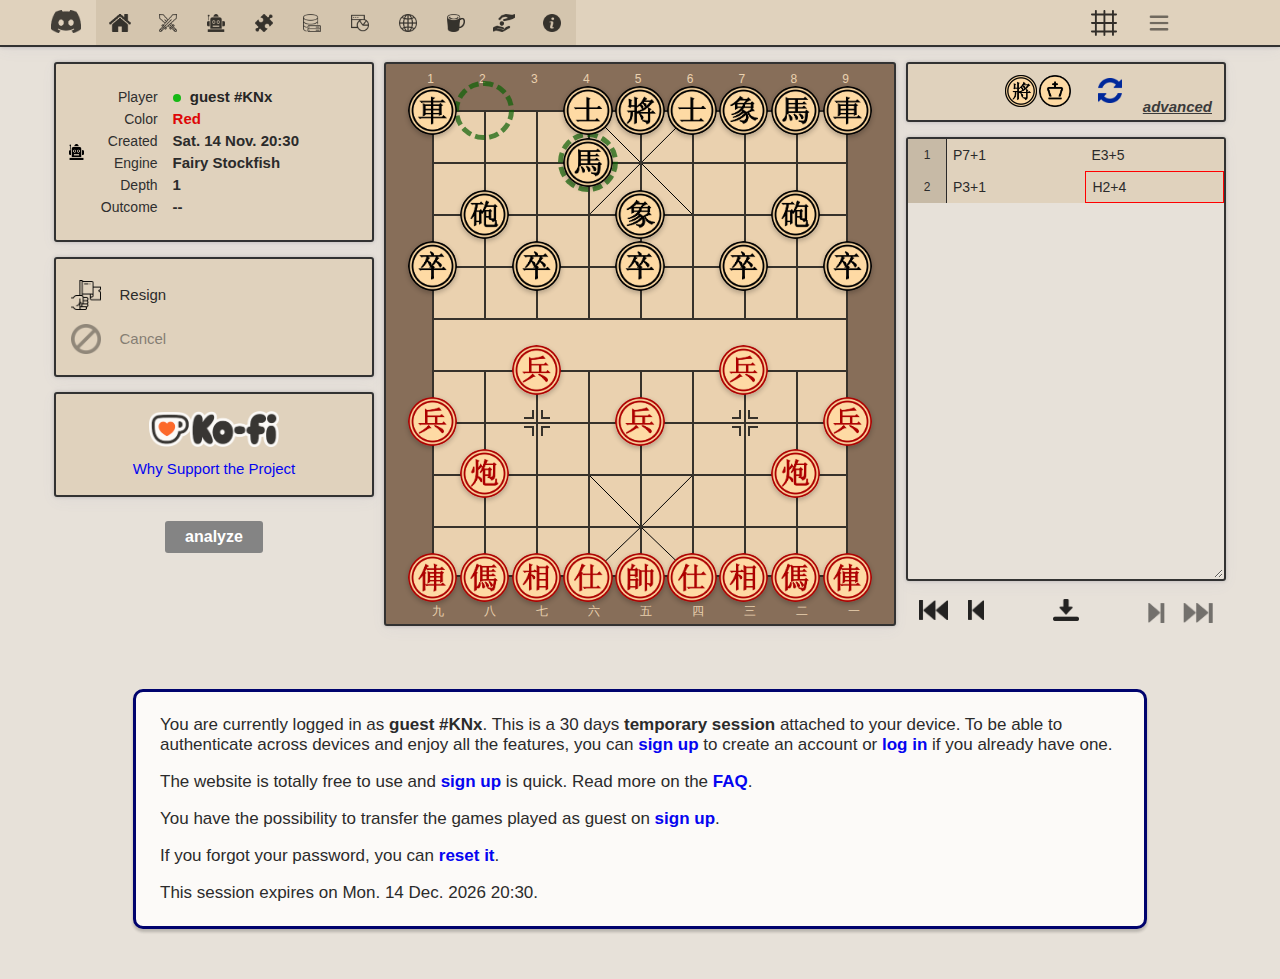 Player guest #KNx
Color Red
Created Sat. 14 Nov. 20:30
Engine Fairy Stockfish
Depth 1
Outcome --
Resign
Cancel
Ko-fi
Why Support the Project
analyze
1 2 3 4 5 6 7 8 9
車 士 將 士 象 馬 車
馬
砲 象 砲
卒 卒 卒 卒 卒
兵 兵
兵 兵 兵
炮 炮
俥 傌 相 仕 帥 仕 相 傌 俥
九 八 七 六 五 四 三 二 一
將
advanced
1 P7+1 E3+5
2 P3+1 H2+4
You are currently logged in as guest #KNx. This is a 30 days temporary session attached to your device. To be able to
authenticate across devices and enjoy all the features, you can sign up to create an account or log in if you already have one.
The website is totally free to use and sign up is quick. Read more on the FAQ.
You have the possibility to transfer the games played as guest on sign up.
If you forgot your password, you can reset it.
This session expires on Mon. 14 Dec. 2026 20:30.